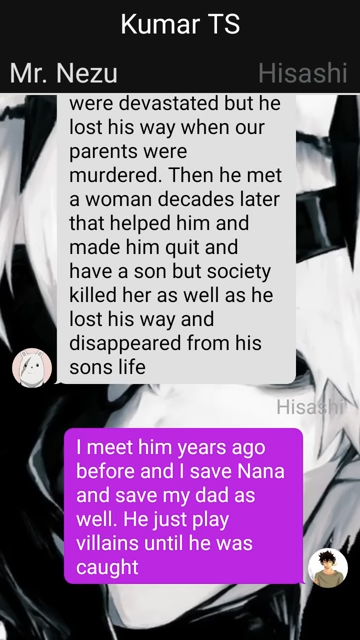 Kumar TS
Mr. Nezu
Hisashi
were devastated but he
lost his way when our
parents were
murdered. Then he met
a woman decades later
that helped him and
made him quit and
have a son but society
killed her as well as he
lost his way and
disappeared from his
sons life
Hisashi
I meet him years ago
before and I save Nana
and save my dad as
well. He just play
villains until he was
caught